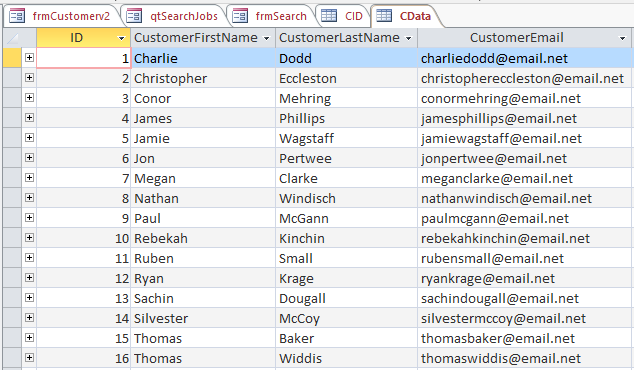 frmCustomerv2 qtSearchJobs frmSearch CID CData
ID CustomerFirstName CustomerLastName CustomerEmail
1 Charlie Dodd charliedodd@email.net
2 Christopher Eccleston christophereccleston@email.net
3 Conor Mehring conormehring@email.net
4 James Phillips jamesphillips@email.net
5 Jamie Wagstaff jamiewagstaff@email.net
6 Jon Pertwee jonpertwee@email.net
7 Megan Clarke meganclarke@email.net
8 Nathan Windisch nathanwindisch@email.net
9 Paul McGann paulmcgann@email.net
10 Rebekah Kinchin rebekahkinchin@email.net
11 Ruben Small rubensmall@email.net
12 Ryan Krage ryankrage@email.net
13 Sachin Dougall sachindougall@email.net
14 Silvester McCoy silvestermccoy@email.net
15 Thomas Baker thomasbaker@email.net
16 Thomas Widdis thomaswiddis@email.net